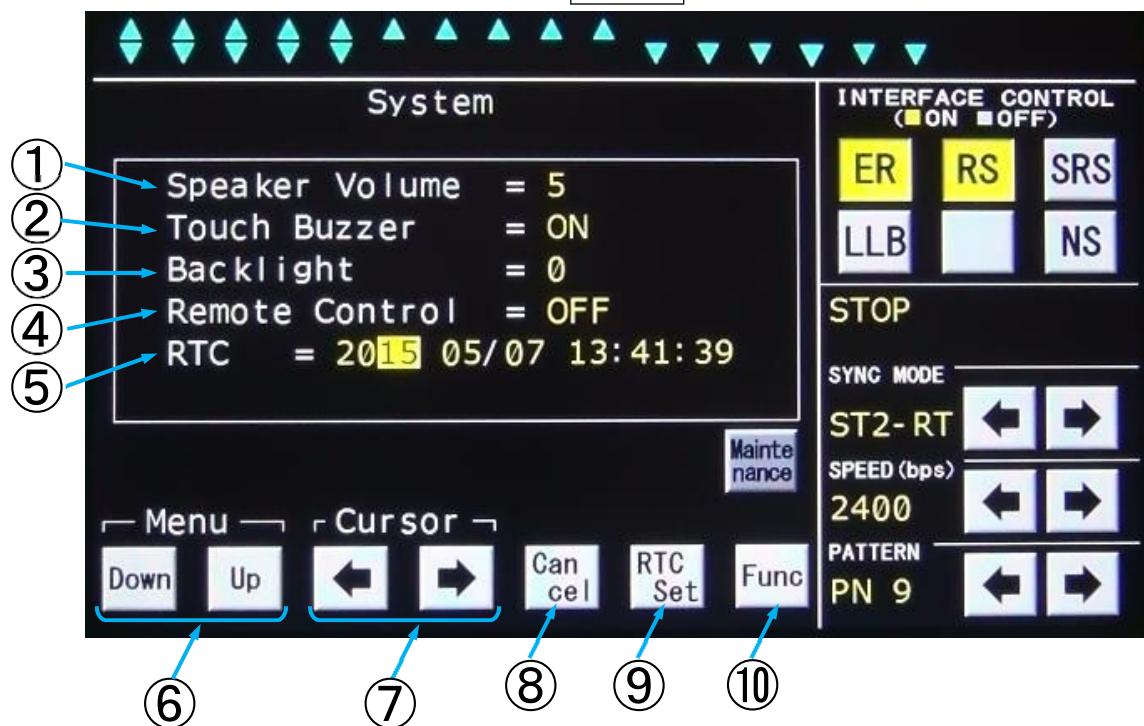 System
① Speaker Volume = 5
② Touch Buzzer = ON
③ Backlight = 0
④ Remote Control = OFF
⑤ RTC = 2015 05/07 13:41:39
Mainte
nance
Menu
Cursor
Down Up
Can
cel
RTC
Set
Func
⑥ ⑦ ⑧ ⑨ ⑩
INTERFACE CONTROL
(ON OFF)
ER RS SRS
LLB NS
STOP
SYNC MODE
ST2-RT
SPEED(bps)
2400
PATTERN
PN 9